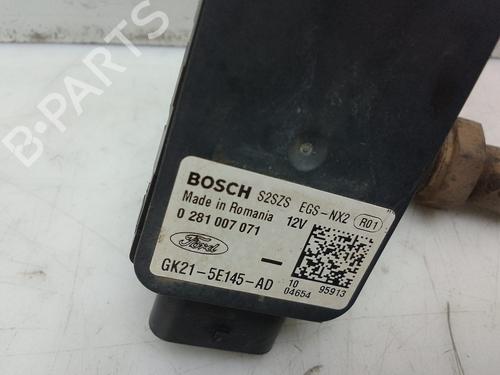 B-PARTS
BOSCH S2SZS EGS-NX2 R01
Made in Romania 12V
0 281 007 071
Ford
GK21-5E145-AD
10 95913
04654